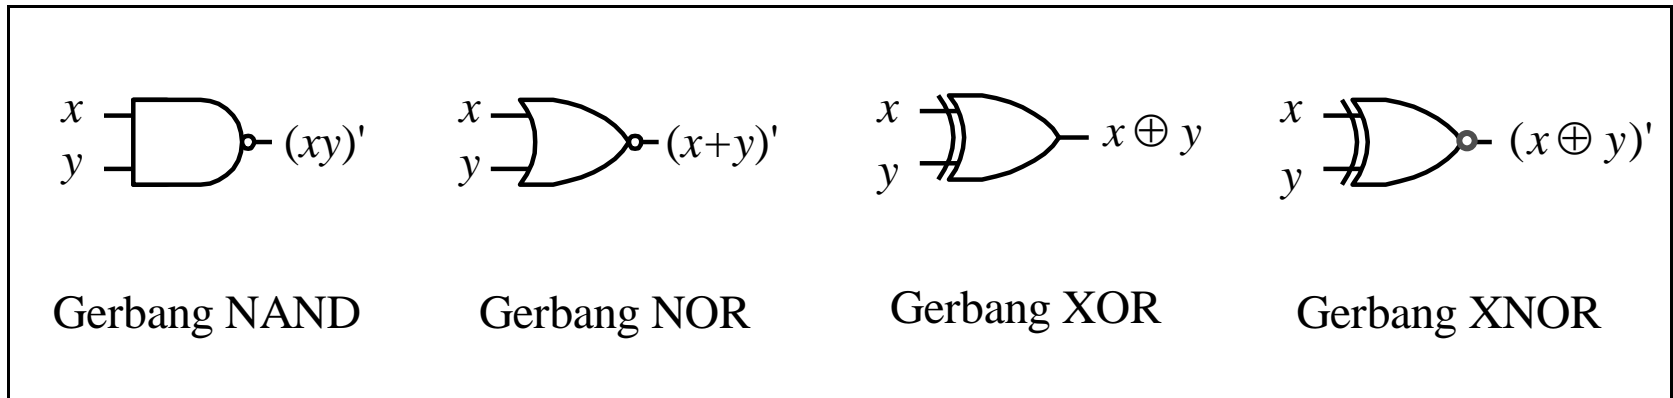 x
y
(xy)'
Gerbang NAND
x
y
(x+y)'
Gerbang NOR
x
y
x ⊕ y
Gerbang XOR
x
y
(x ⊕ y)'
Gerbang XNOR